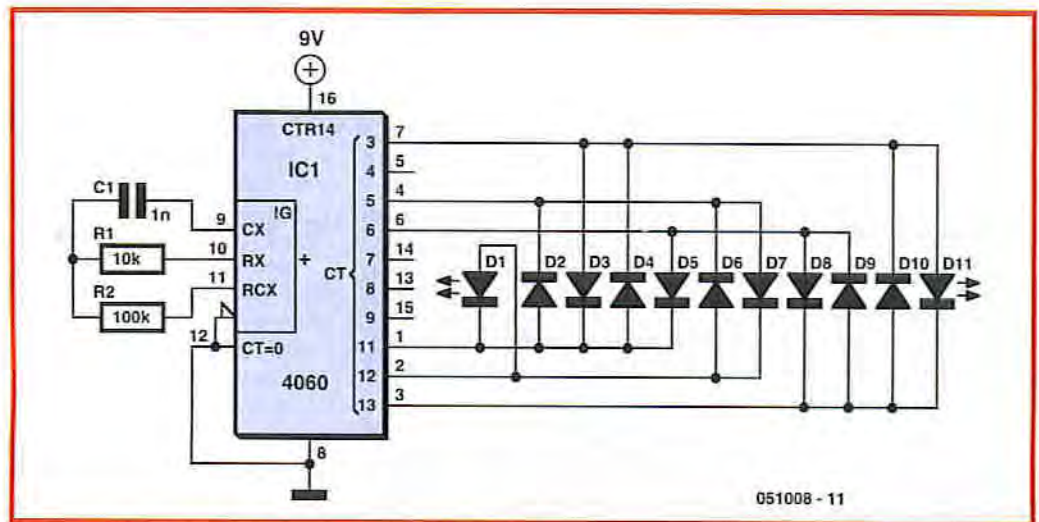 9V
16
CTR14
IC1
C1
1n
9
CX
IG
R1
10k
10
RX
+
R2
100k
11
RCX
12
CT=0
4060
8
CT
3
7
4
5
5
4
6
6
7
14
8
13
9
15
11
1
12
2
13
3
D1
D2
D3
D4
D5
D6
D7
D8
D9
D10
D11
051008 - 11